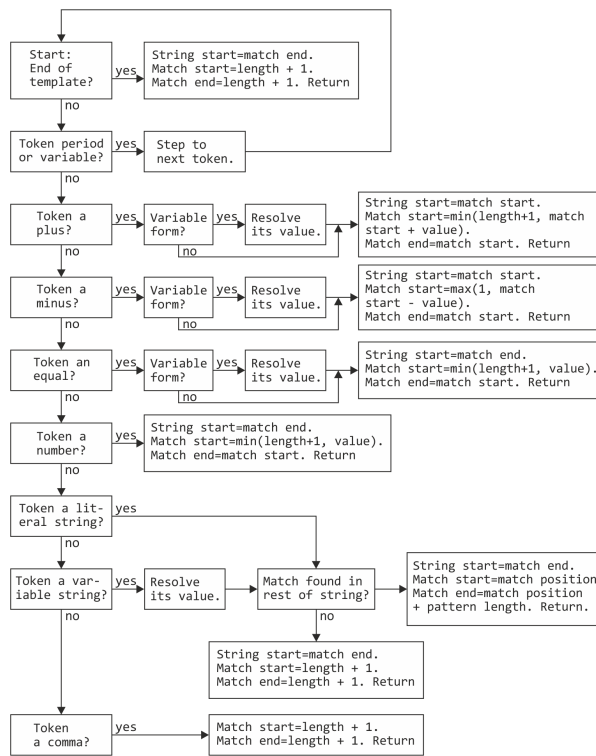 Start:
End of
template?
yes
String start=match end.
Match start=length + 1.
Match end=length + 1. Return
no
Token period
or variable?
yes
Step to
next token.
no
Token a
plus?
yes
Variable
form?
yes
Resolve
its value.
no
String start=match start.
Match start=min(length+1, match
start + value).
Match end=match start. Return
no
Token a
minus?
yes
Variable
form?
yes
Resolve
its value.
no
String start=match start.
Match start=max(1, match
start - value).
Match end=match start. Return
no
Token an
equal?
yes
Variable
form?
yes
Resolve
its value.
no
String start=match end.
Match start=min(length+1, value).
Match end=match start. Return
no
Token a
number?
yes
String start=match end.
Match start=min(length+1, value).
Match end=match start. Return
no
Token a lit-
eral string?
yes
no
Token a var-
iable string?
yes
Resolve
its value.
Match found in
rest of string?
String start=match end.
Match start=match position
Match end=match position
+ pattern length. Return.
no
no
String start=match end.
Match start=length + 1.
Match end=length + 1. Return
Token
a comma?
yes
Match start=length + 1.
Match end=length + 1. Return